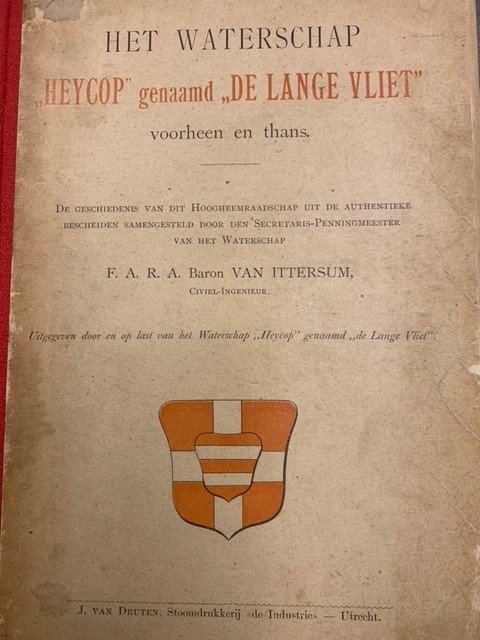 HET WATERSCHAP
„HEYCOP” genaamd „DE LANGE VLIET”
voorheen en thans.
DE GESCHIEDENIS VAN DIT HOOGHEEMRAADSCHAP UIT DE AUTHENTIEKE
BESCHEIDEN SAMENGESTELD DOOR DEN SECRETARIS-PENNINGMEESTER
VAN HET WATERSCHAP
F. A. R. A. Baron VAN ITTERSUM,
CIVIEL-INGENIEUR.
Uitgegeven door en op last van het Waterschap „Heycop” genaamd „de Lange Vliet”.
J. VAN DRUTEN, Stoomdrukkerij «de Industrie» — Utrecht.